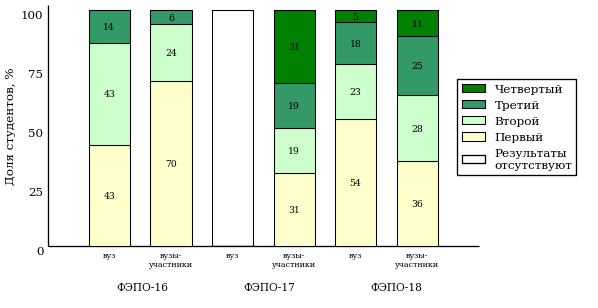 100
75
50
25
0
Доля студентов, %
14
43
43
6
24
70
31
19
19
31
5
18
23
54
11
25
28
36
вуз
вузы-
участники
вуз
вузы-
участники
вуз
вузы-
участники
ФЭПО-16
ФЭПО-17
ФЭПО-18
Четвертый
Третий
Второй
Первый
Результаты
отсутствуют